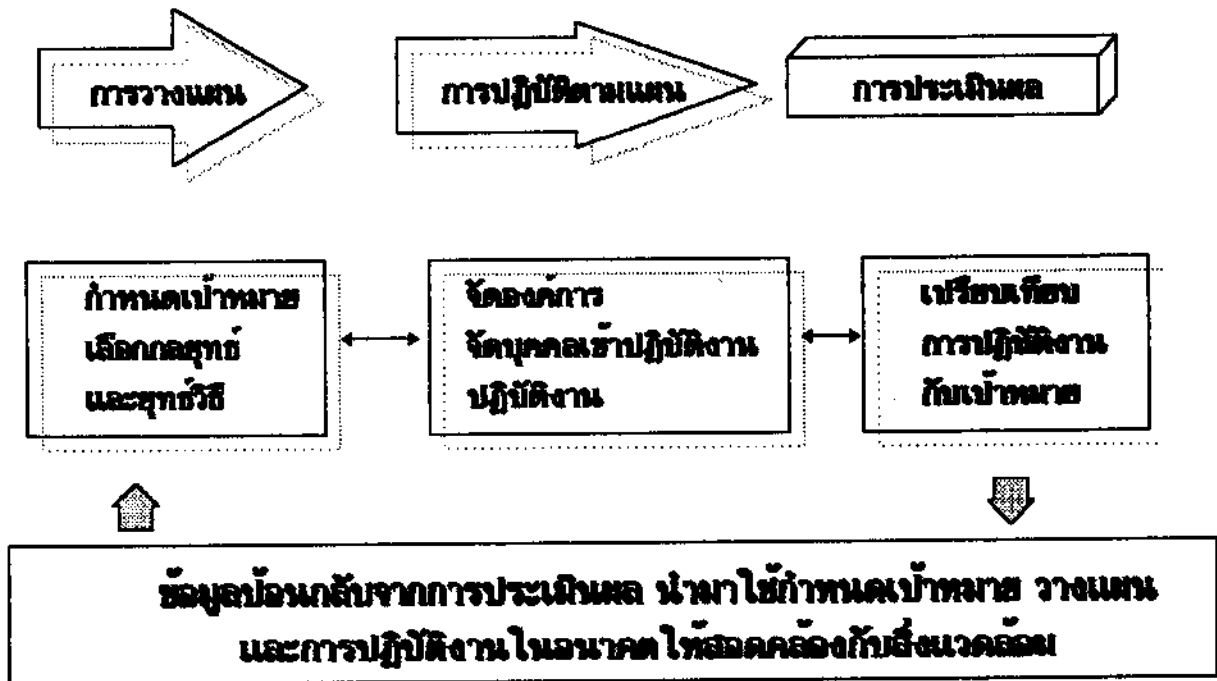 การวางแผน
การปฏิบัติตามแผน
การประเมินผล
กำหนดเป้าหมาย
เลือกกลยุทธ์
และยุทธ์วิธี
จัดองค์การ
จัดบุคคลเข้าปฏิบัติงาน
ปฏิบัติงาน
เปรียบเทียบ
การปฏิบัติงาน
กับเป้าหมาย
ข้อมูลป้อนกลับจากการประเมินผล นำมาใช้กำหนดเป้าหมาย วางแผน
และการปฏิบัติงานในอนาคตให้สอดคล้องกับสิ่งแวดล้อม